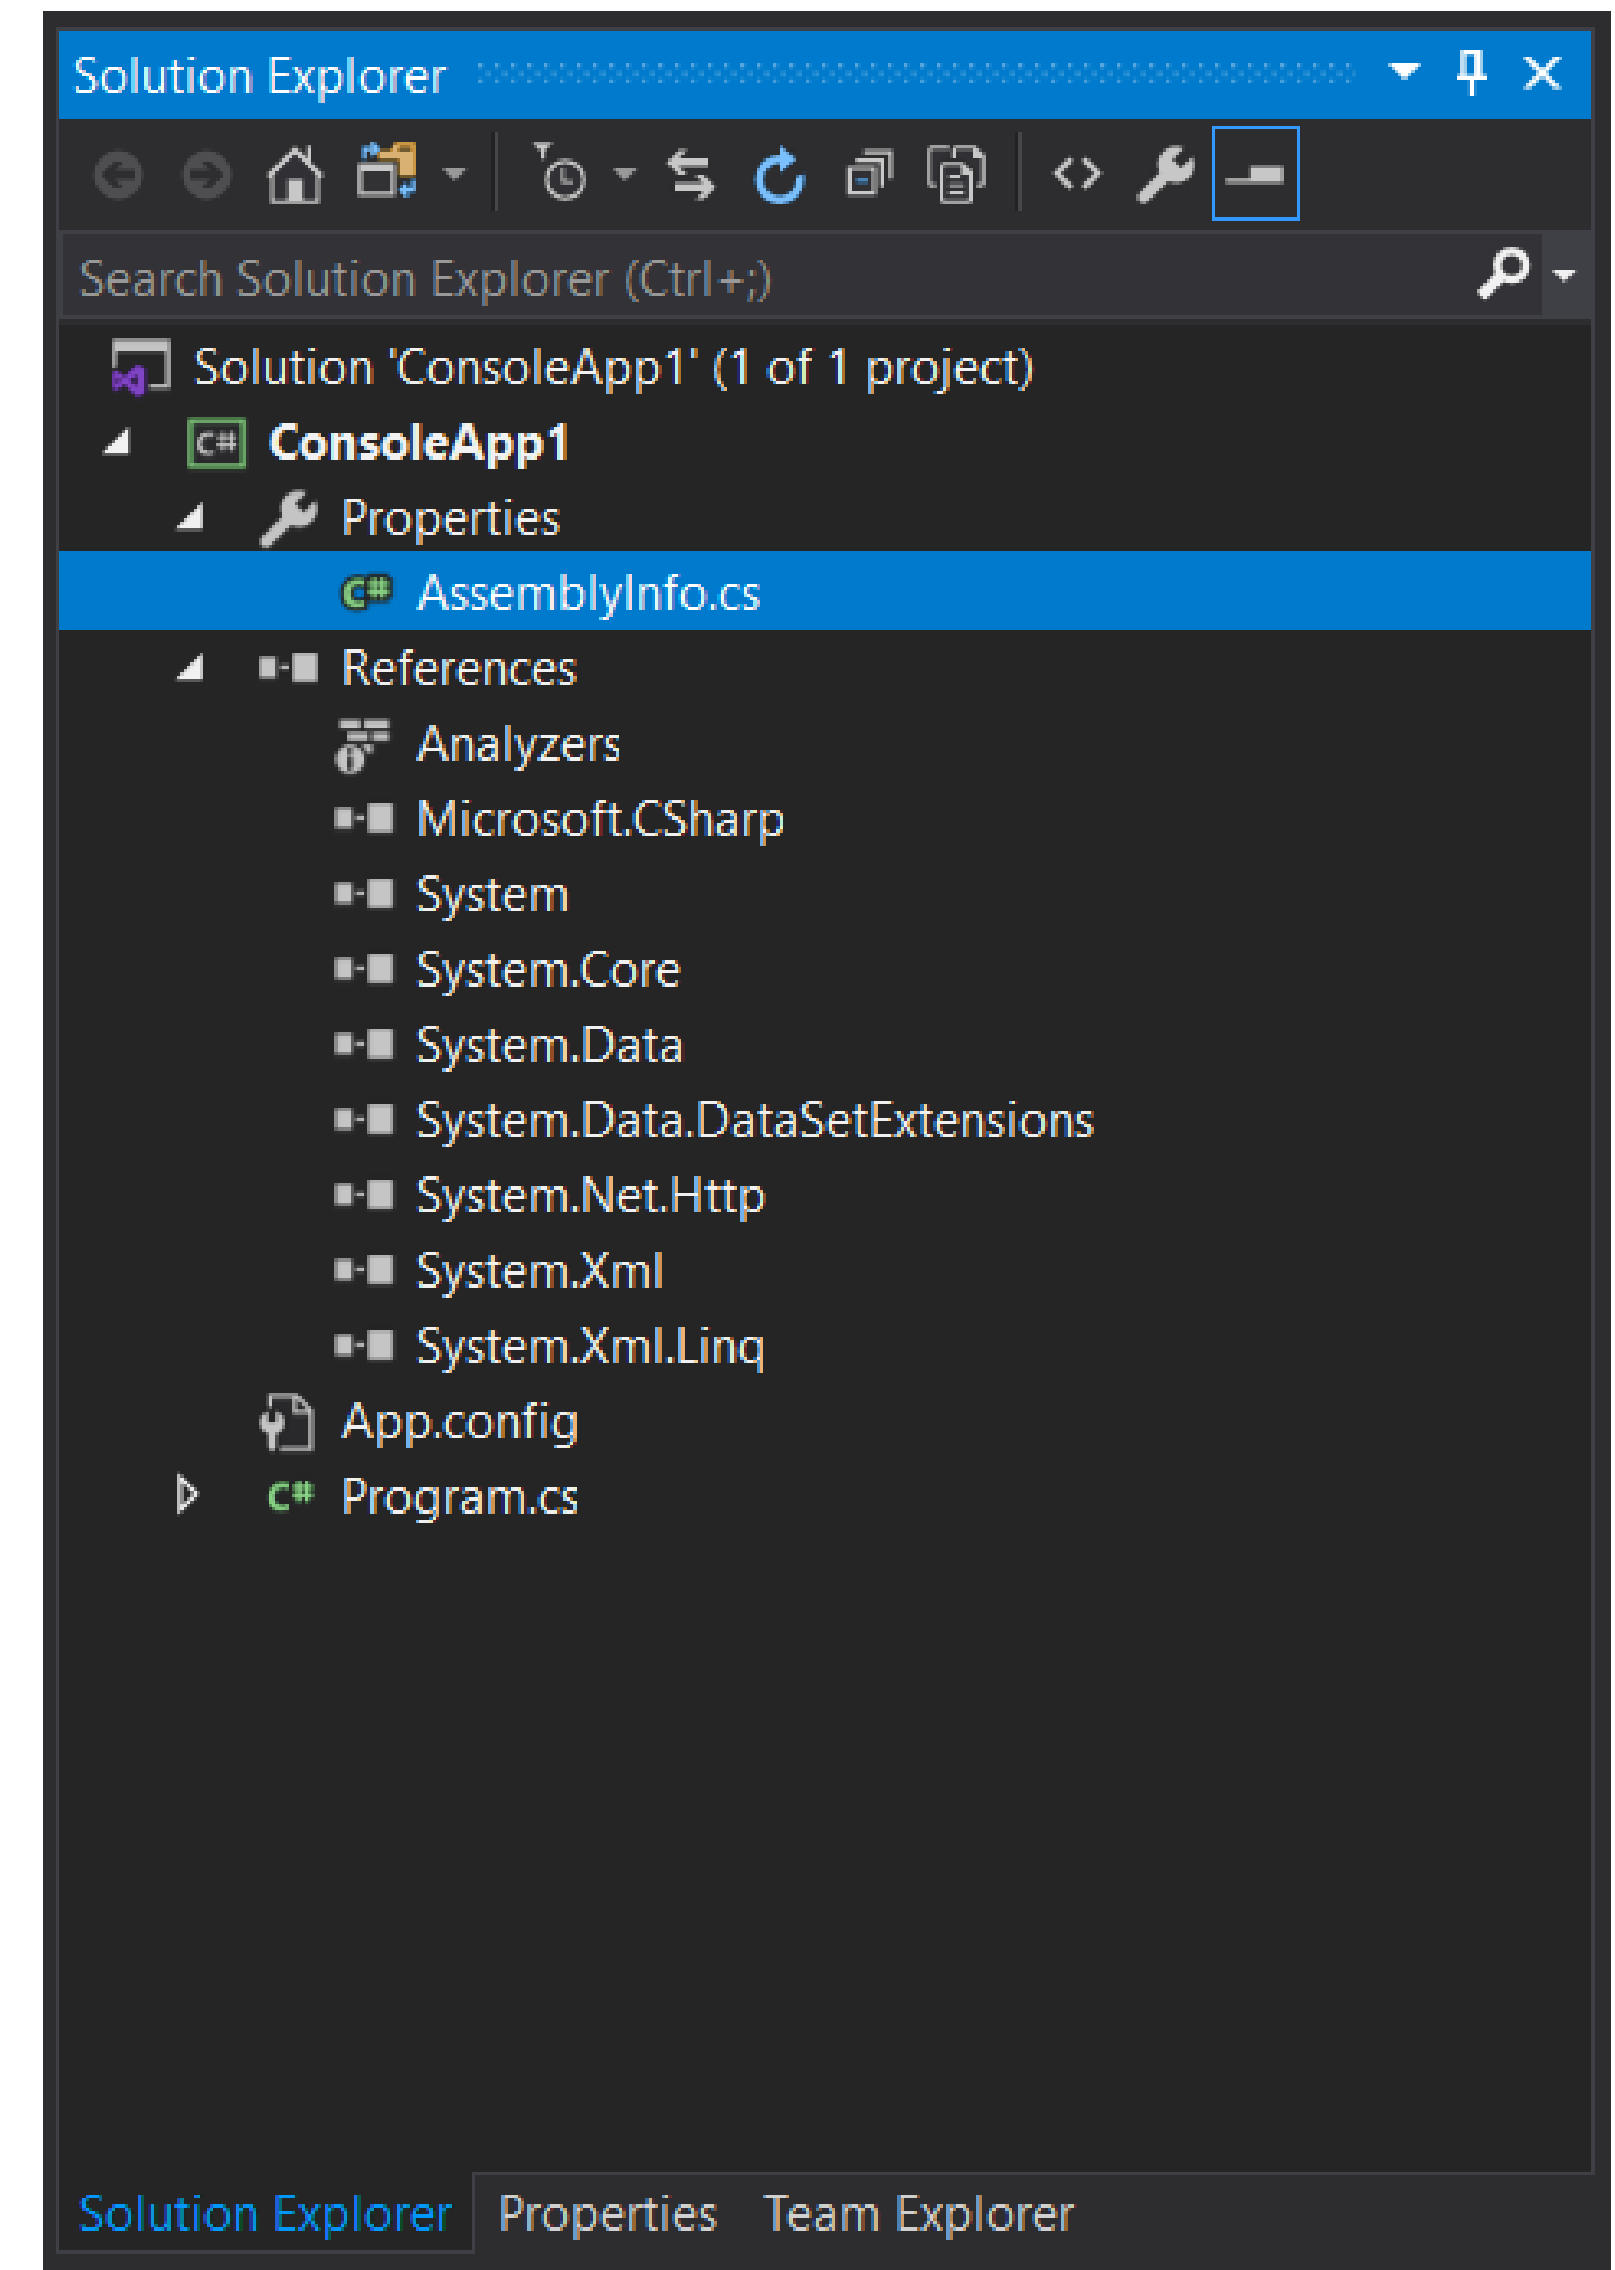 Solution Explorer
Search Solution Explorer (Ctrl+;)
Solution 'ConsoleApp1' (1 of 1 project)
C# ConsoleApp1
Properties
C# AssemblyInfo.cs
References
Analyzers
Microsoft.CSharp
System
System.Core
System.Data
System.Data.DataSetExtensions
System.Net.Http
System.Xml
System.Xml.Linq
App.config
C# Program.cs
Solution Explorer Properties Team Explorer